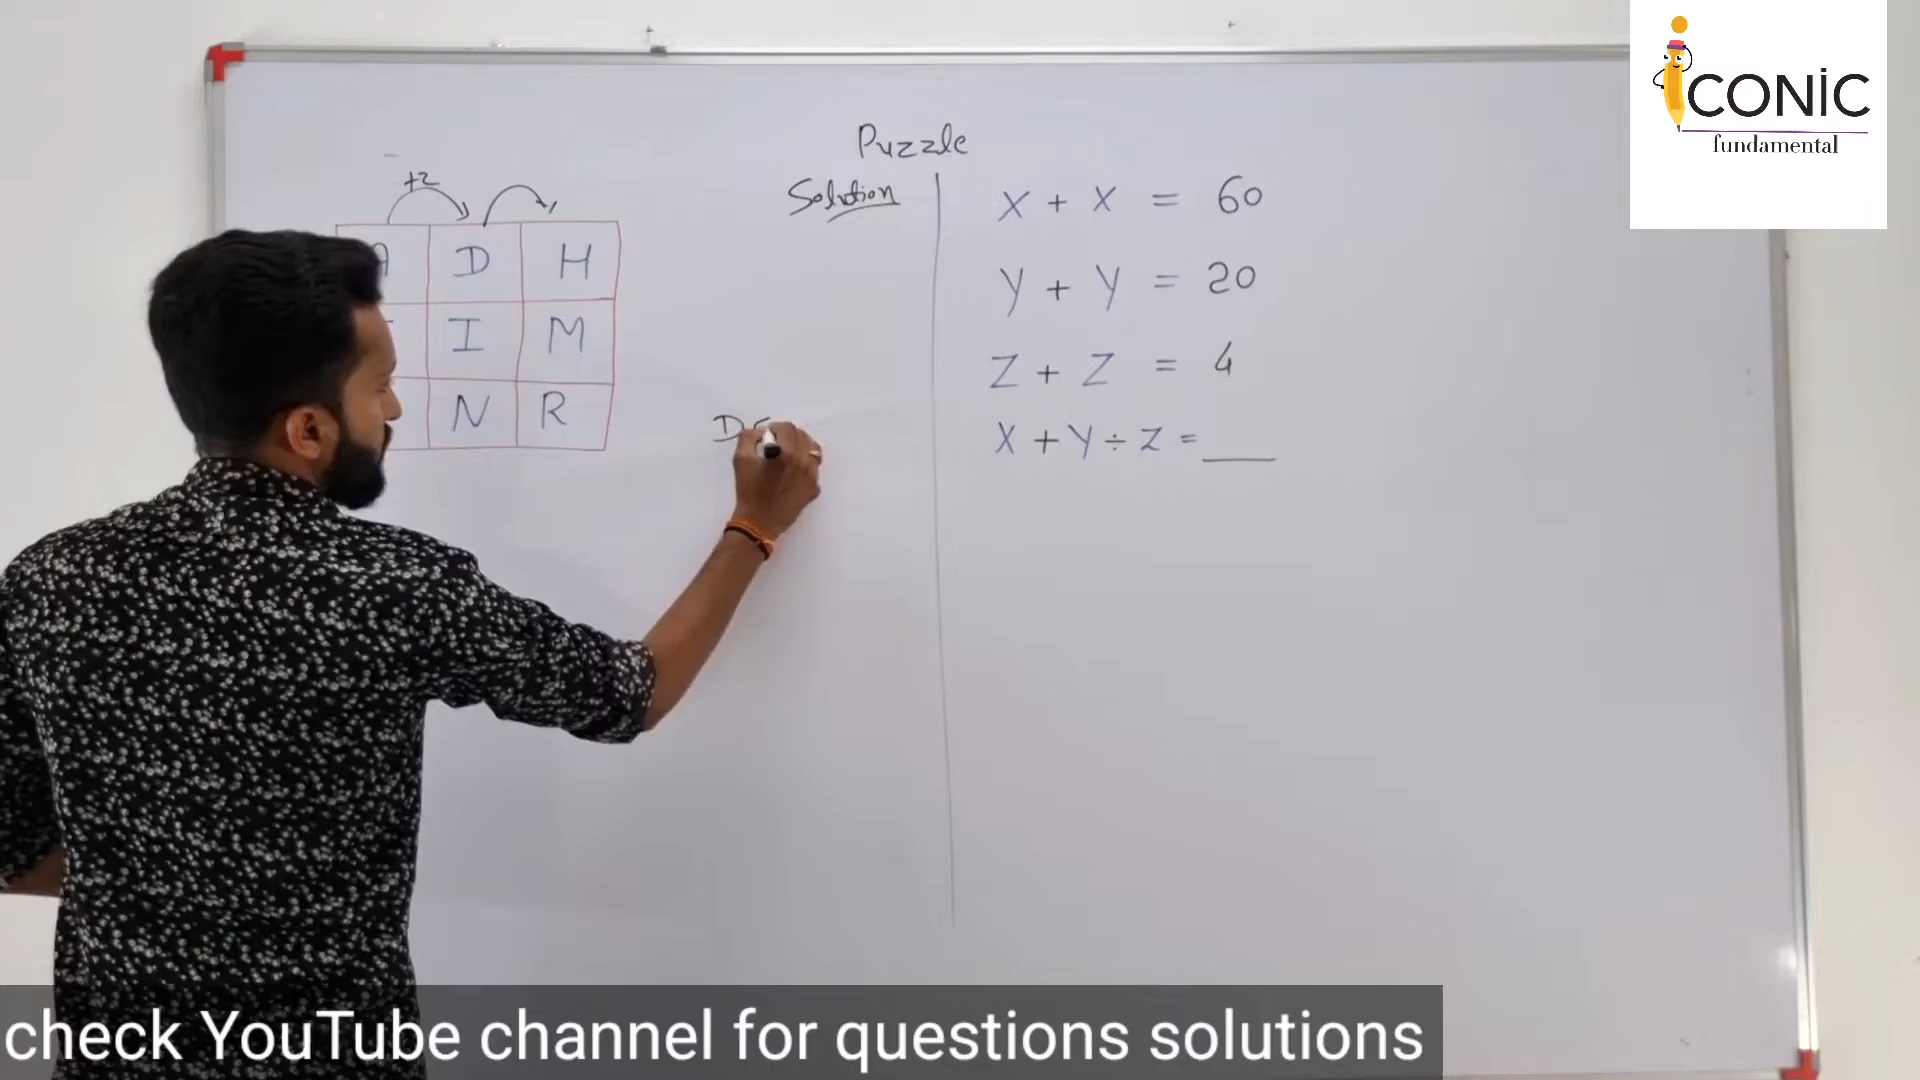 iCONiC
fundamental
Puzzle
Solution
+2
A D H
I M
N R
D
X + X = 60
Y + Y = 20
Z + Z = 4
X + Y ÷ Z = ___
check YouTube channel for questions solutions